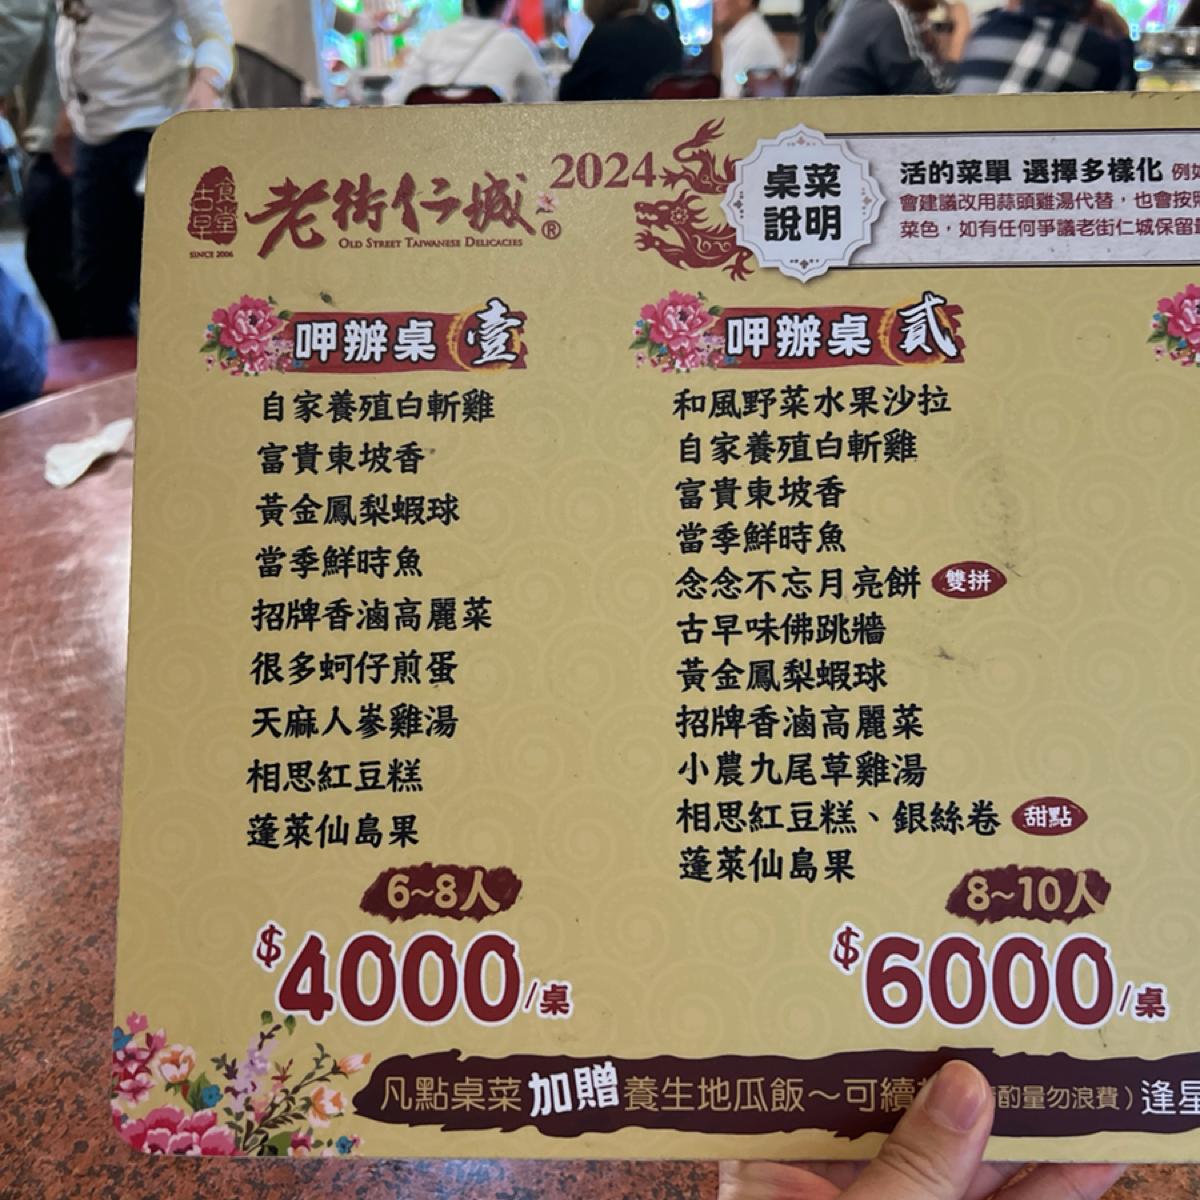 古早食堂
老街仁城®
OLD STREET TAIWANESE DELICACIES
SINCE 2006
2024
桌菜說明
活的菜單 選擇多樣化 例如
會建議改用蒜頭雞湯代替，也會按照
菜色，如有任何爭議老街仁城保留最
呷辦桌 壹
自家養殖白斬雞
富貴東坡香
黃金鳳梨蝦球
當季鮮時魚
招牌香滷高麗菜
很多蚵仔煎蛋
天麻人蔘雞湯
相思紅豆糕
蓬萊仙島果
6~8人
$4000/桌
呷辦桌 貳
和風野菜水果沙拉
自家養殖白斬雞
富貴東坡香
當季鮮時魚
念念不忘月亮餅 雙拼
古早味佛跳牆
黃金鳳梨蝦球
招牌香滷高麗菜
小農九尾草雞湯
相思紅豆糕、銀絲卷 甜點
蓬萊仙島果
8~10人
$6000/桌
凡點桌菜加贈養生地瓜飯～可續 酌量勿浪費）逢星